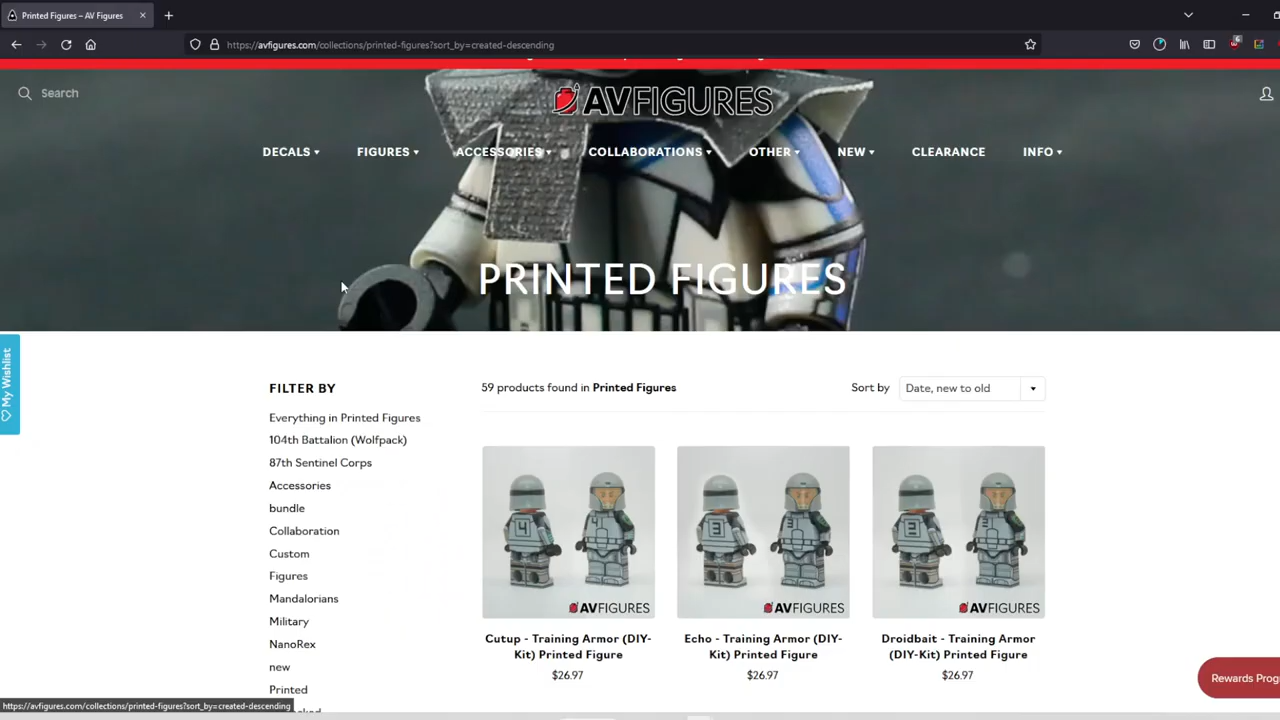 Printed Figures – AV Figures
https://avfigures.com/collections/printed-figures?sort_by=created-descending
Search
AVFIGURES
DECALS
FIGURES
ACCESSORIES
COLLABORATIONS
OTHER
NEW
CLEARANCE
INFO
PRINTED FIGURES
My Wishlist
FILTER BY
59 products found in Printed Figures
Sort by
Date, new to old
Everything in Printed Figures
104th Battalion (Wolfpack)
87th Sentinel Corps
Accessories
bundle
Collaboration
Custom
Figures
Mandalorians
Military
NanoRex
new
Printed
4
4
AVFIGURES
Cutup - Training Armor (DIY-
Kit) Printed Figure
$26.97
3
3
AVFIGURES
Echo - Training Armor (DIY-
Kit) Printed Figure
$26.97
AVFIGURES
Droidbait - Training Armor
(DIY-Kit) Printed Figure
$26.97
Rewards Prog
https://avfigures.com/collections/printed-figures?sort_by=created-descending